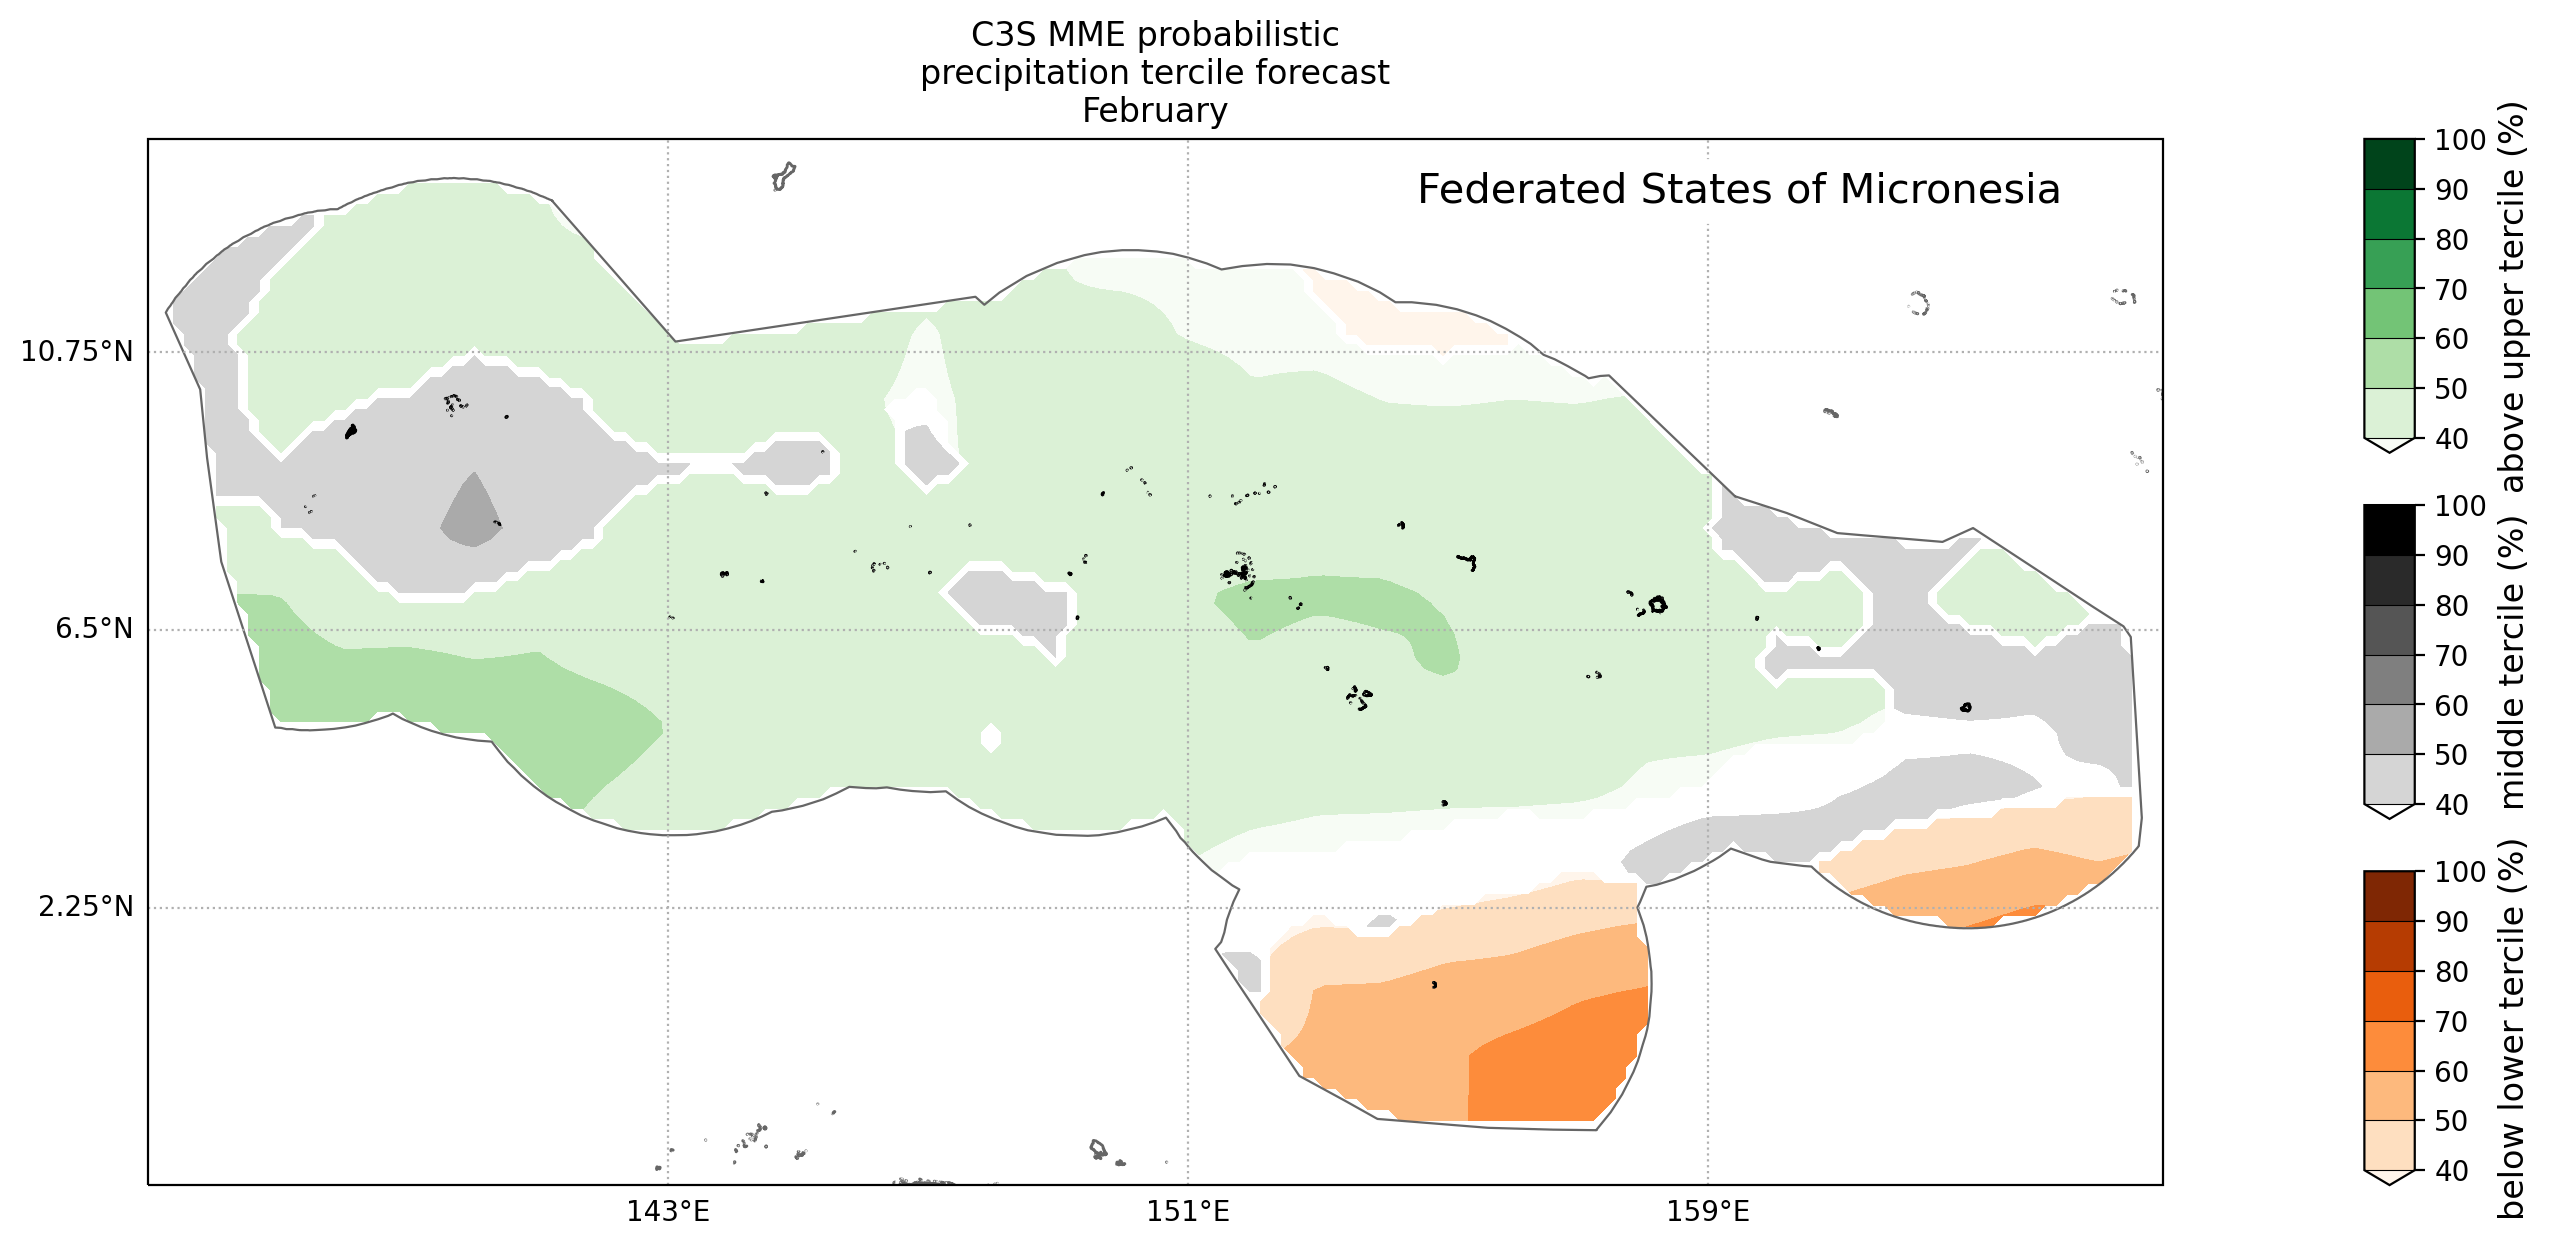 C3S MME probabilistic
precipitation tercile forecast
February
Federated States of Micronesia
10.75°N
6.5°N
2.25°N
143°E
151°E
159°E
100
90
80
70
60
50
40
above upper tercile (%)
100
90
80
70
60
50
40
middle tercile (%)
100
90
80
70
60
50
40
below lower tercile (%)